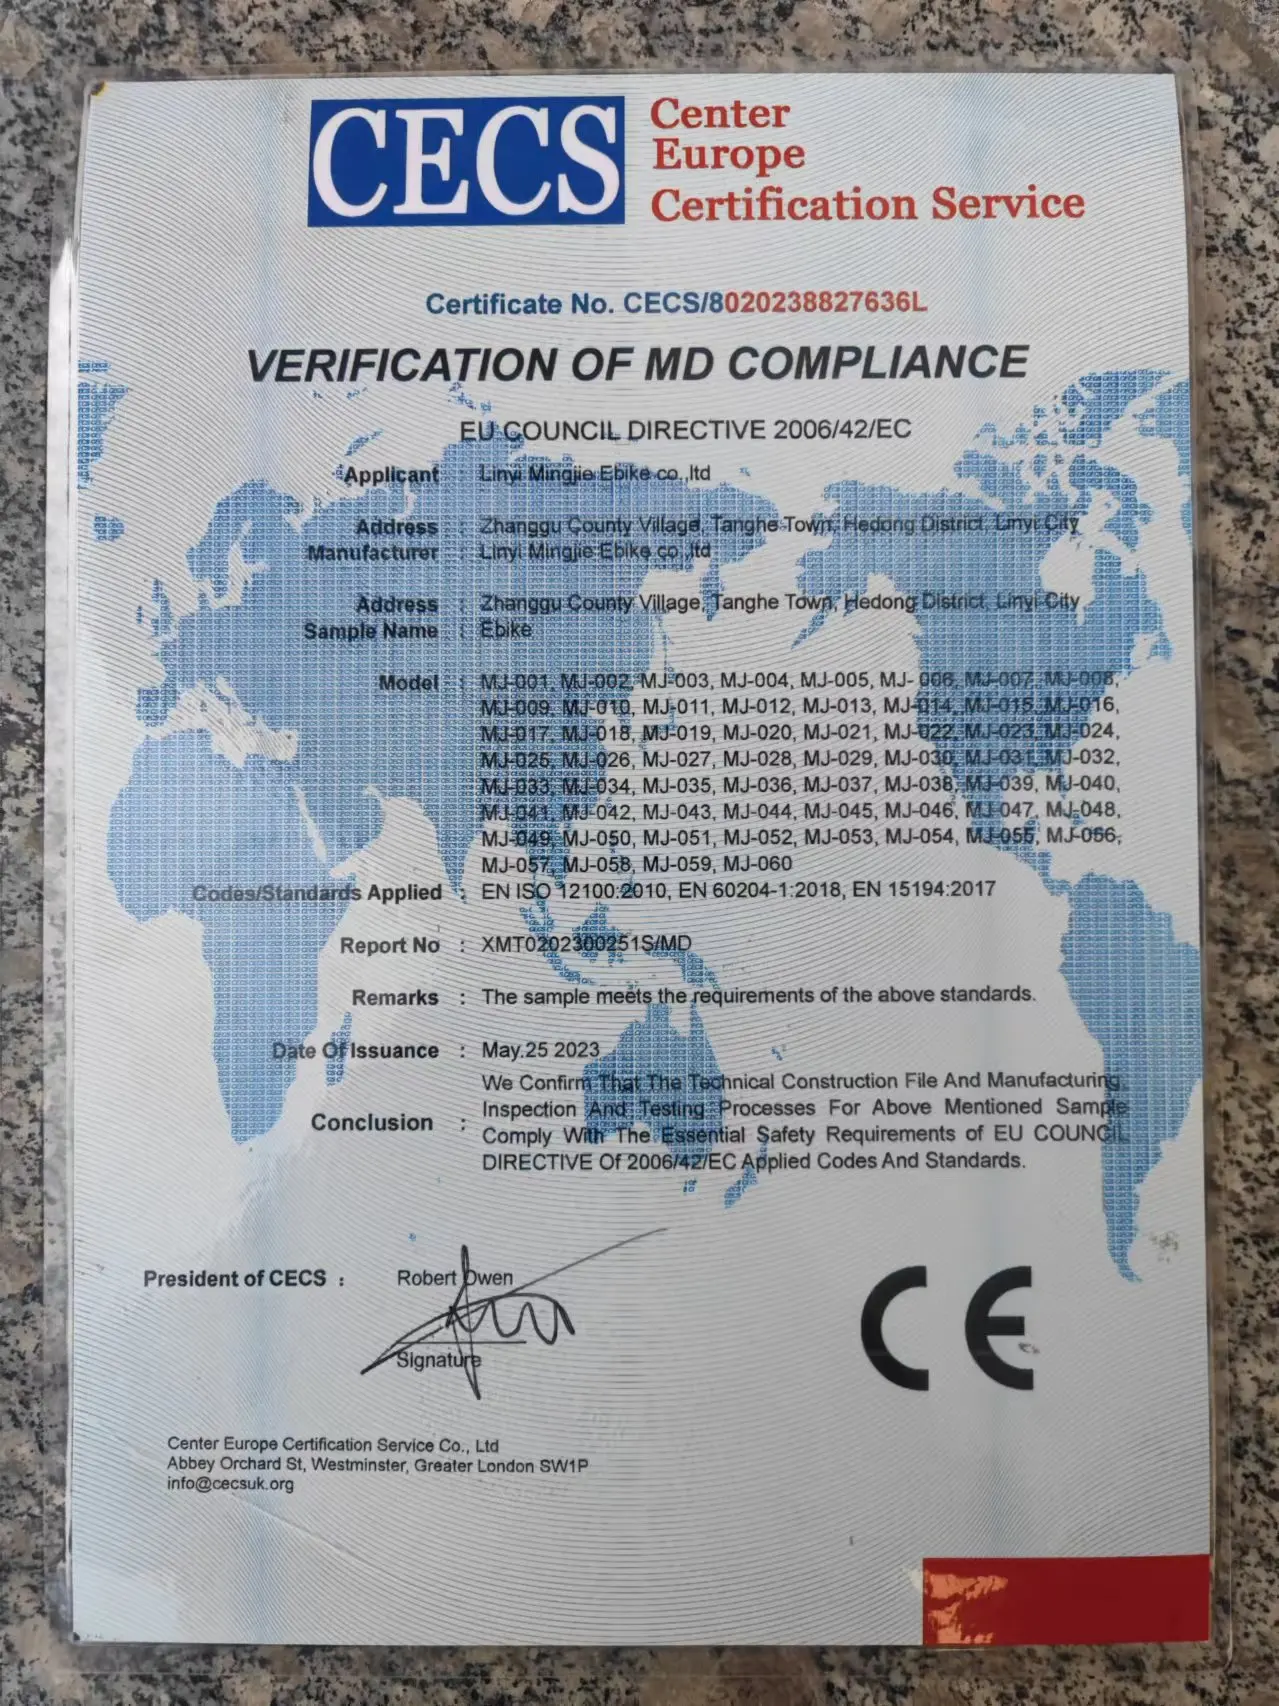 CECS
Center
Europe
Certification Service
Certificate No. CECS/8020238827636L
VERIFICATION OF MD COMPLIANCE
EU COUNCIL DIRECTIVE 2006/42/EC
Applicant Linyi Mingjie Ebike co.,ltd
Address : Zhanggu County Village, Tanghe Town, Hedong District, Linyi City
Manufacturer : Linyi Mingjie Ebike co.,ltd
Address : Zhanggu County Village, Tanghe Town, Hedong District, Linyi City
Sample Name : Ebike
Model : MJ-001, MJ-002, MJ-003, MJ-004, MJ-005, MJ- 006, MJ-007, MJ-008,
MJ-009, MJ-010, MJ-011, MJ-012, MJ-013, MJ-014, MJ-015, MJ-016,
MJ-017, MJ-018, MJ-019, MJ-020, MJ-021, MJ-022, MJ-023, MJ-024,
MJ-025, MJ-026, MJ-027, MJ-028, MJ-029, MJ-030, MJ-031, MJ-032,
MJ-033, MJ-034, MJ-035, MJ-036, MJ-037, MJ-038, MJ-039, MJ-040,
MJ-041, MJ-042, MJ-043, MJ-044, MJ-045, MJ-046, MJ-047, MJ-048,
MJ-049, MJ-050, MJ-051, MJ-052, MJ-053, MJ-054, MJ-055, MJ-056,
MJ-057, MJ-058, MJ-059, MJ-060
Codes/Standards Applied : EN ISO 12100:2010, EN 60204-1:2018, EN 15194:2017
Report No : XMT0202300251S/MD
Remarks : The sample meets the requirements of the above standards.
Date Of Issuance : May.25 2023
Conclusion : We Confirm That The Technical Construction File And Manufacturing,
Inspection And Testing Processes For Above Mentioned Sample
Comply With The Essential Safety Requirements of EU COUNCIL
DIRECTIVE Of 2006/42/EC Applied Codes And Standards.
President of CECS : Robert Owen
Signature
CE
Center Europe Certification Service Co., Ltd
Abbey Orchard St, Westminster, Greater London SW1P
info@cecsuk.org